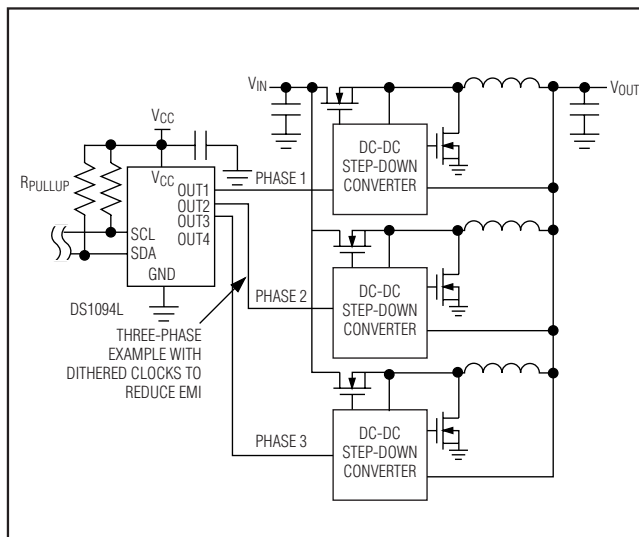 VIN
VOUT
VCC
RPULLUP
VCC
OUT1
OUT2
OUT3
OUT4
SCL
SDA
GND
DS1094L
PHASE 1
DC-DC
STEP-DOWN
CONVERTER
PHASE 2
DC-DC
STEP-DOWN
CONVERTER
THREE-PHASE
EXAMPLE WITH
DITHERED CLOCKS TO
REDUCE EMI
PHASE 3
DC-DC
STEP-DOWN
CONVERTER